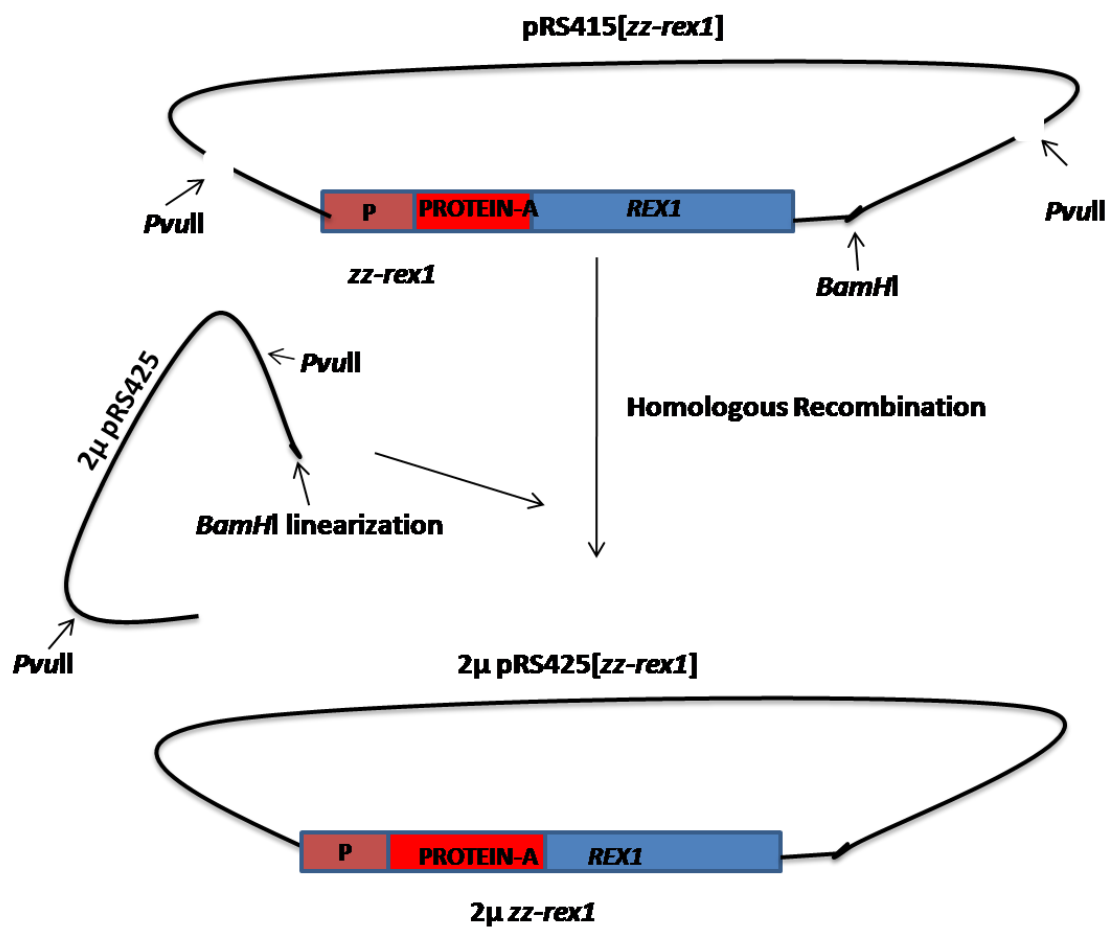 pRS415[zz-rex1]
PvuII
P
PROTEIN-A
REX1
PvuII
zz-rex1
BamHI
2µ pRS425
PvuII
Homologous Recombination
BamHI linearization
PvuII
2µ pRS425[zz-rex1]
P
PROTEIN-A
REX1
2µ zz-rex1